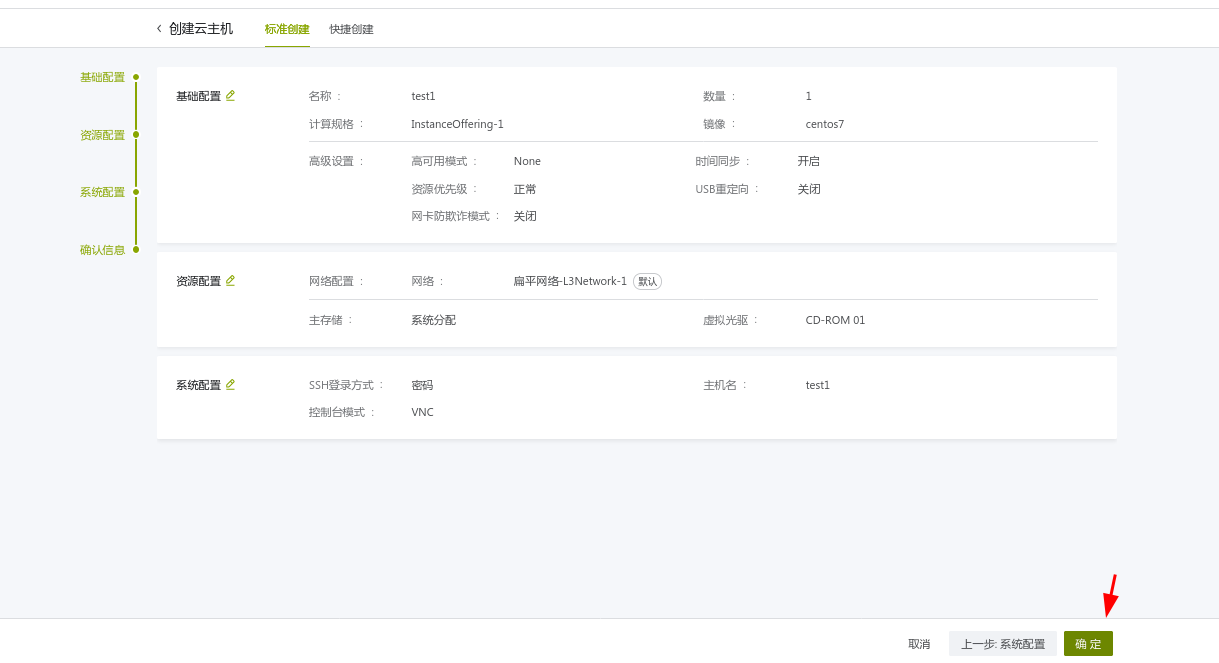 创建云主机 标准创建 快捷创建
基础配置
资源配置
系统配置
确认信息
基础配置 名称 : test1 数量 : 1
计算规格 : InstanceOffering-1 镜像 : centos7
高级设置 : 高可用模式 : None 时间同步 : 开启
资源优先级 : 正常 USB重定向 : 关闭
网卡防欺诈模式 : 关闭
资源配置 网络配置 : 网络 : 扁平网络-L3Network-1 默认
主存储 : 系统分配 虚拟光驱 : CD-ROM 01
系统配置 SSH登录方式 : 密码 主机名 : test1
控制台模式 : VNC
取消 上一步: 系统配置 确 定